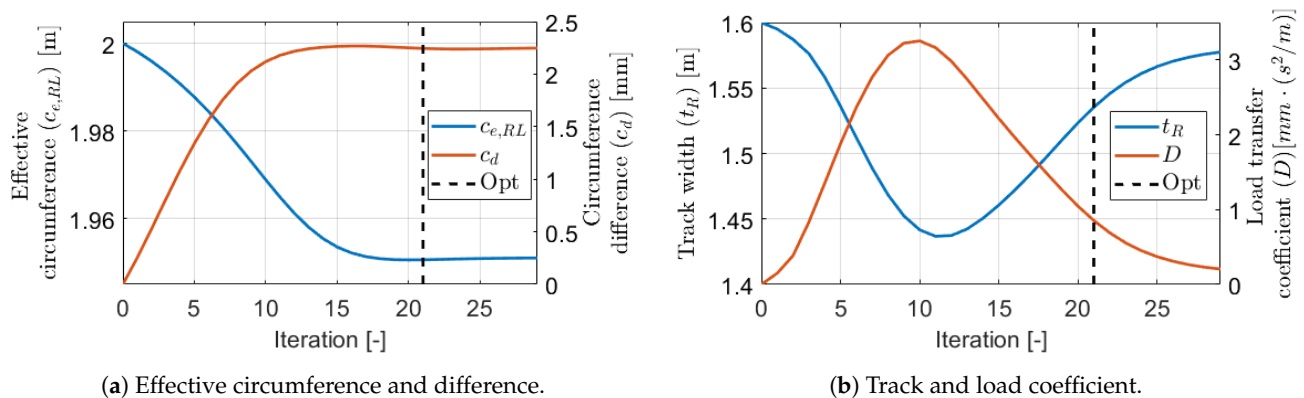 Effective
circumference (c_{e,RL}) [m]
2
1.98
1.96
0 5 10 15 20 25
Iteration [-]
2.5
2
1.5
1
0.5
0
Circumference
difference (c_d) [mm]
c_{e,RL}
c_d
Opt
(a) Effective circumference and difference.
Track width (t_R) [m]
1.6
1.55
1.5
1.45
1.4
0 5 10 15 20 25
Iteration [-]
3
2
1
0
Load transfer
coefficient (D)[mm · (s²/m)]
t_R
D
Opt
(b) Track and load coefficient.